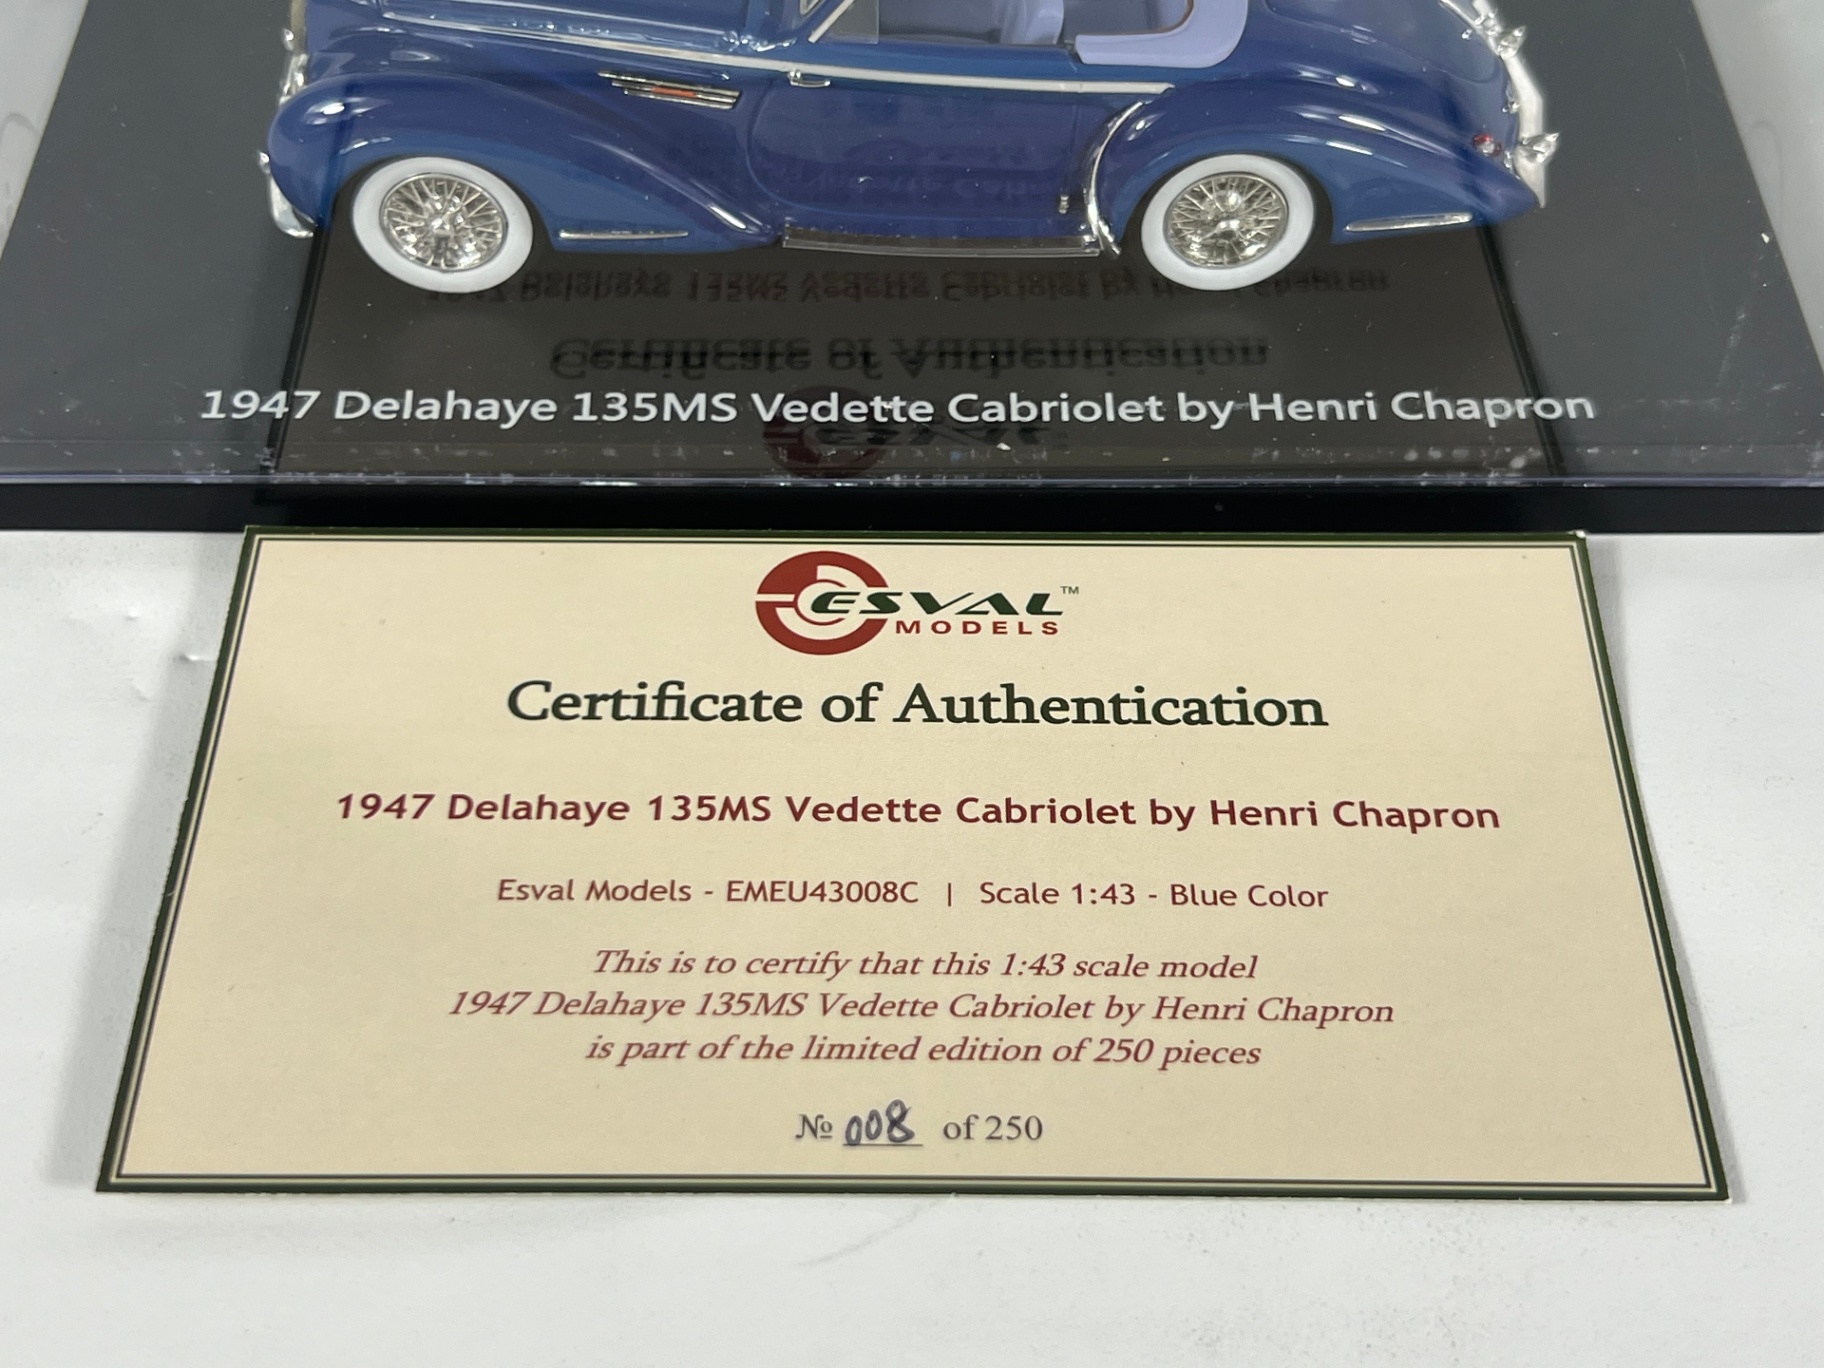 1947 Delahaye 135MS Vedette Cabriolet by Henri Chapron
ESVAL™
MODELS
Certificate of Authentication
1947 Delahaye 135MS Vedette Cabriolet by Henri Chapron
Esval Models - EMEU43008C | Scale 1:43 - Blue Color
This is to certify that this 1:43 scale model
1947 Delahaye 135MS Vedette Cabriolet by Henri Chapron
is part of the limited edition of 250 pieces
№ 008 of 250